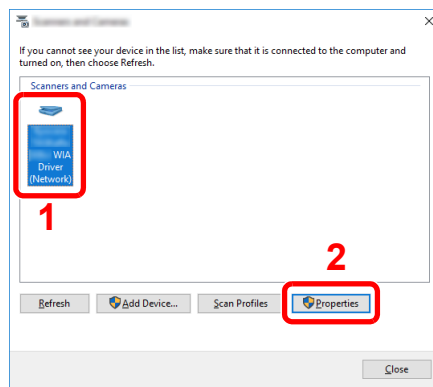 If you cannot see your device in the list, make sure that it is connected to the computer and
turned on, then choose Refresh.
Scanners and Cameras
WIA
Driver
(Network)
1
2
Refresh
Add Device...
Scan Profiles
Properties
Close